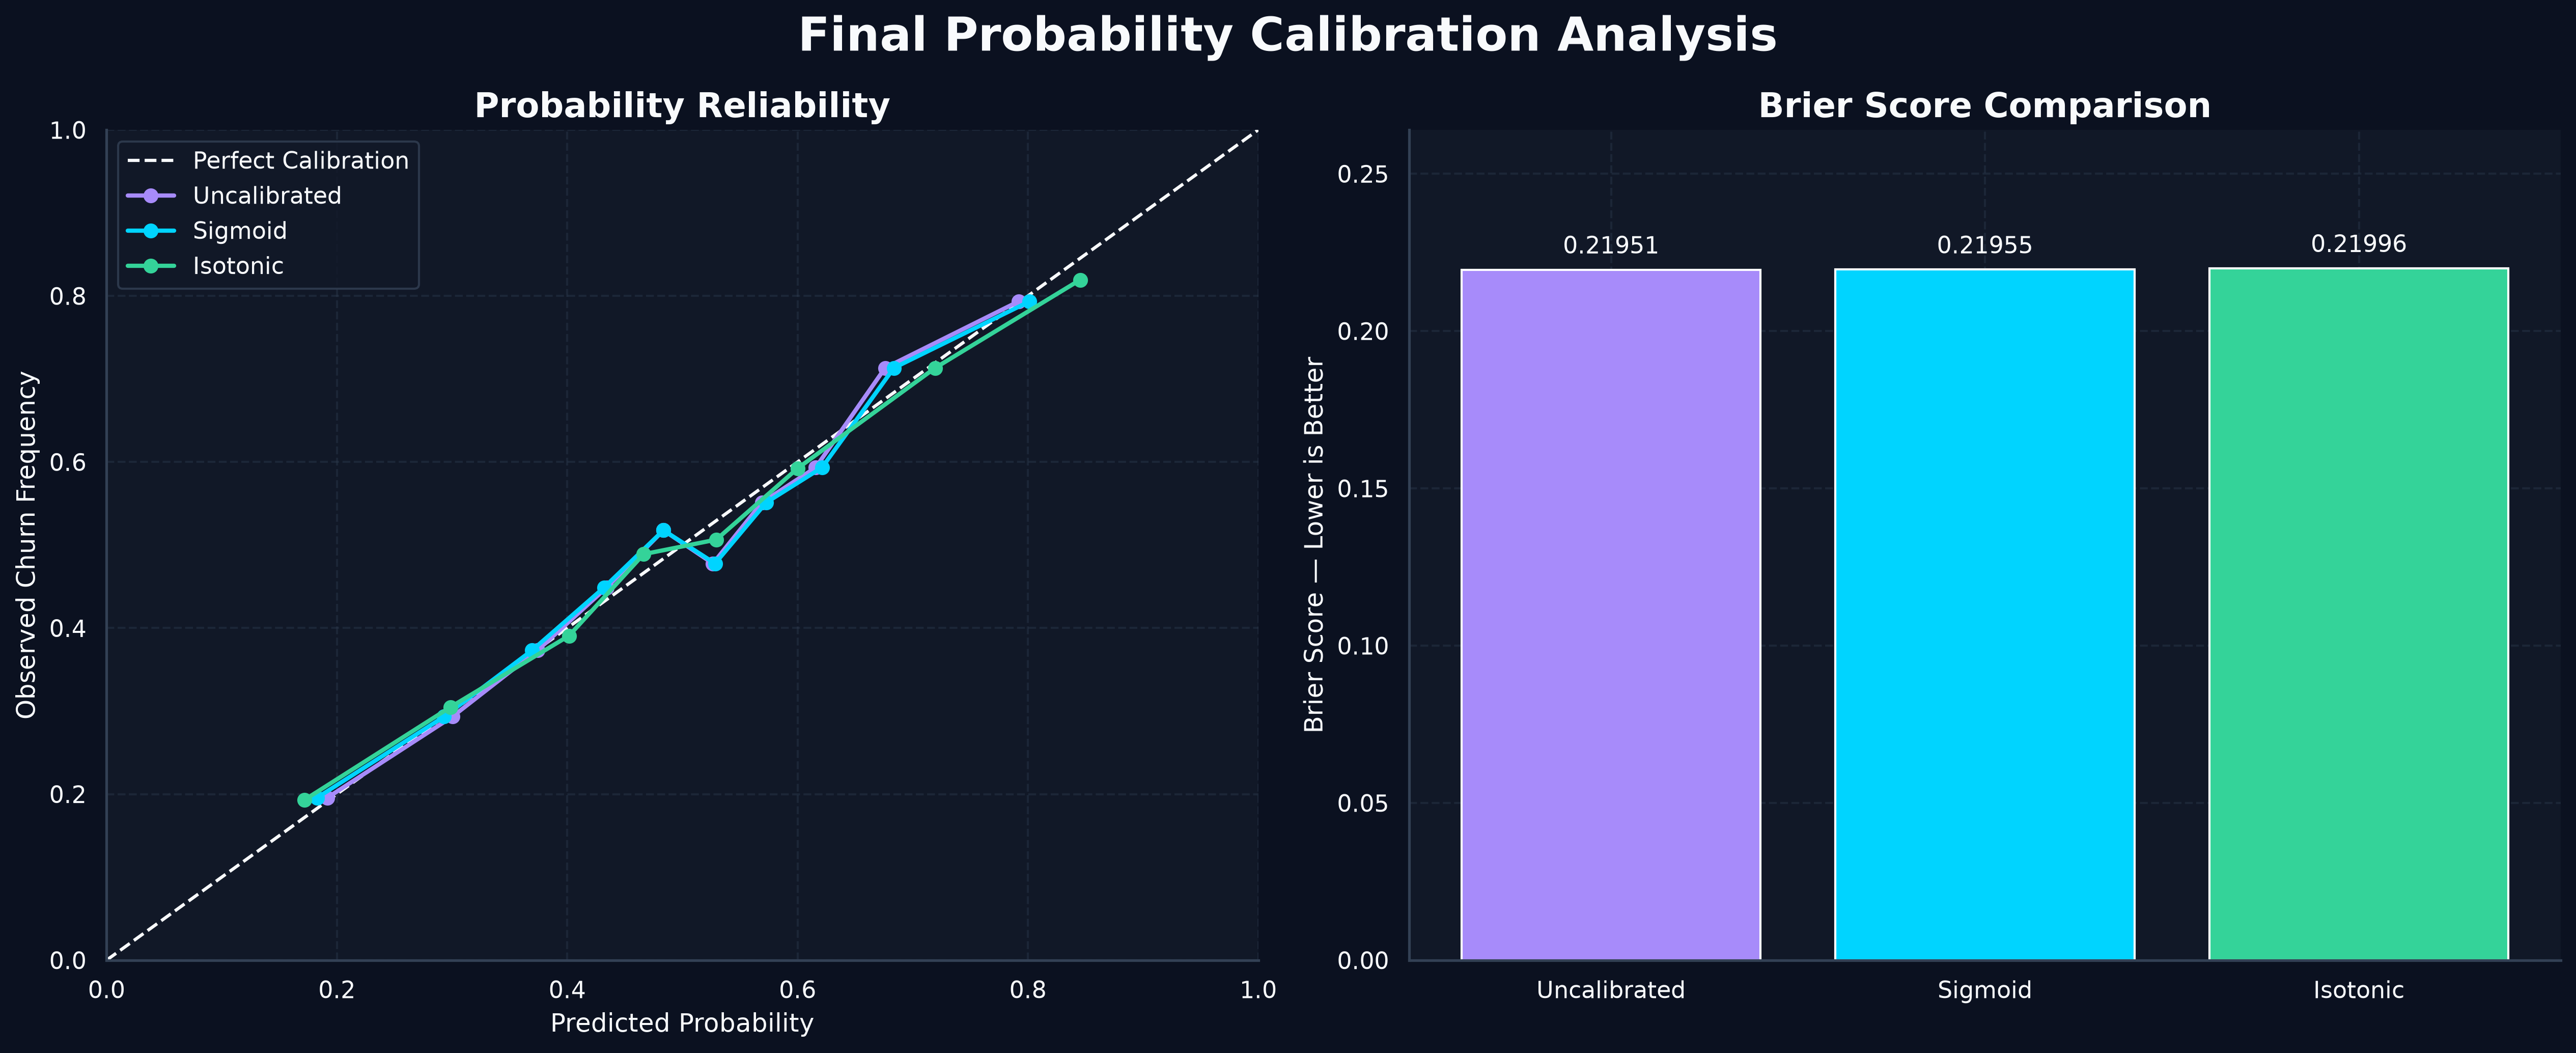 Final Probability Calibration Analysis
Probability Reliability
1.0
0.8
0.6
0.4
0.2
0.0
Observed Churn Frequency
Perfect Calibration
Uncalibrated
Sigmoid
Isotonic
0.0 0.2 0.4 0.6 0.8 1.0
Predicted Probability
Brier Score Comparison
0.25
0.20
0.15
0.10
0.05
0.00
Brier Score — Lower is Better
0.21951 0.21955 0.21996
Uncalibrated Sigmoid Isotonic